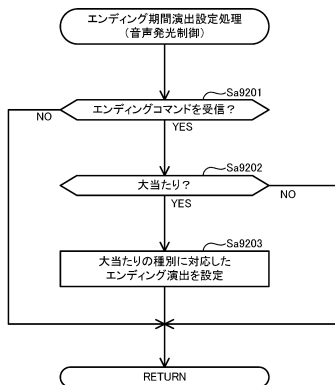 エンディング期間演出設定処理
（音声発光制御）
Sa9201
エンディングコマンドを受信？
NO
YES
Sa9202
大当たり？
NO
YES
Sa9203
大当たりの種別に対応した
エンディング演出を設定
RETURN